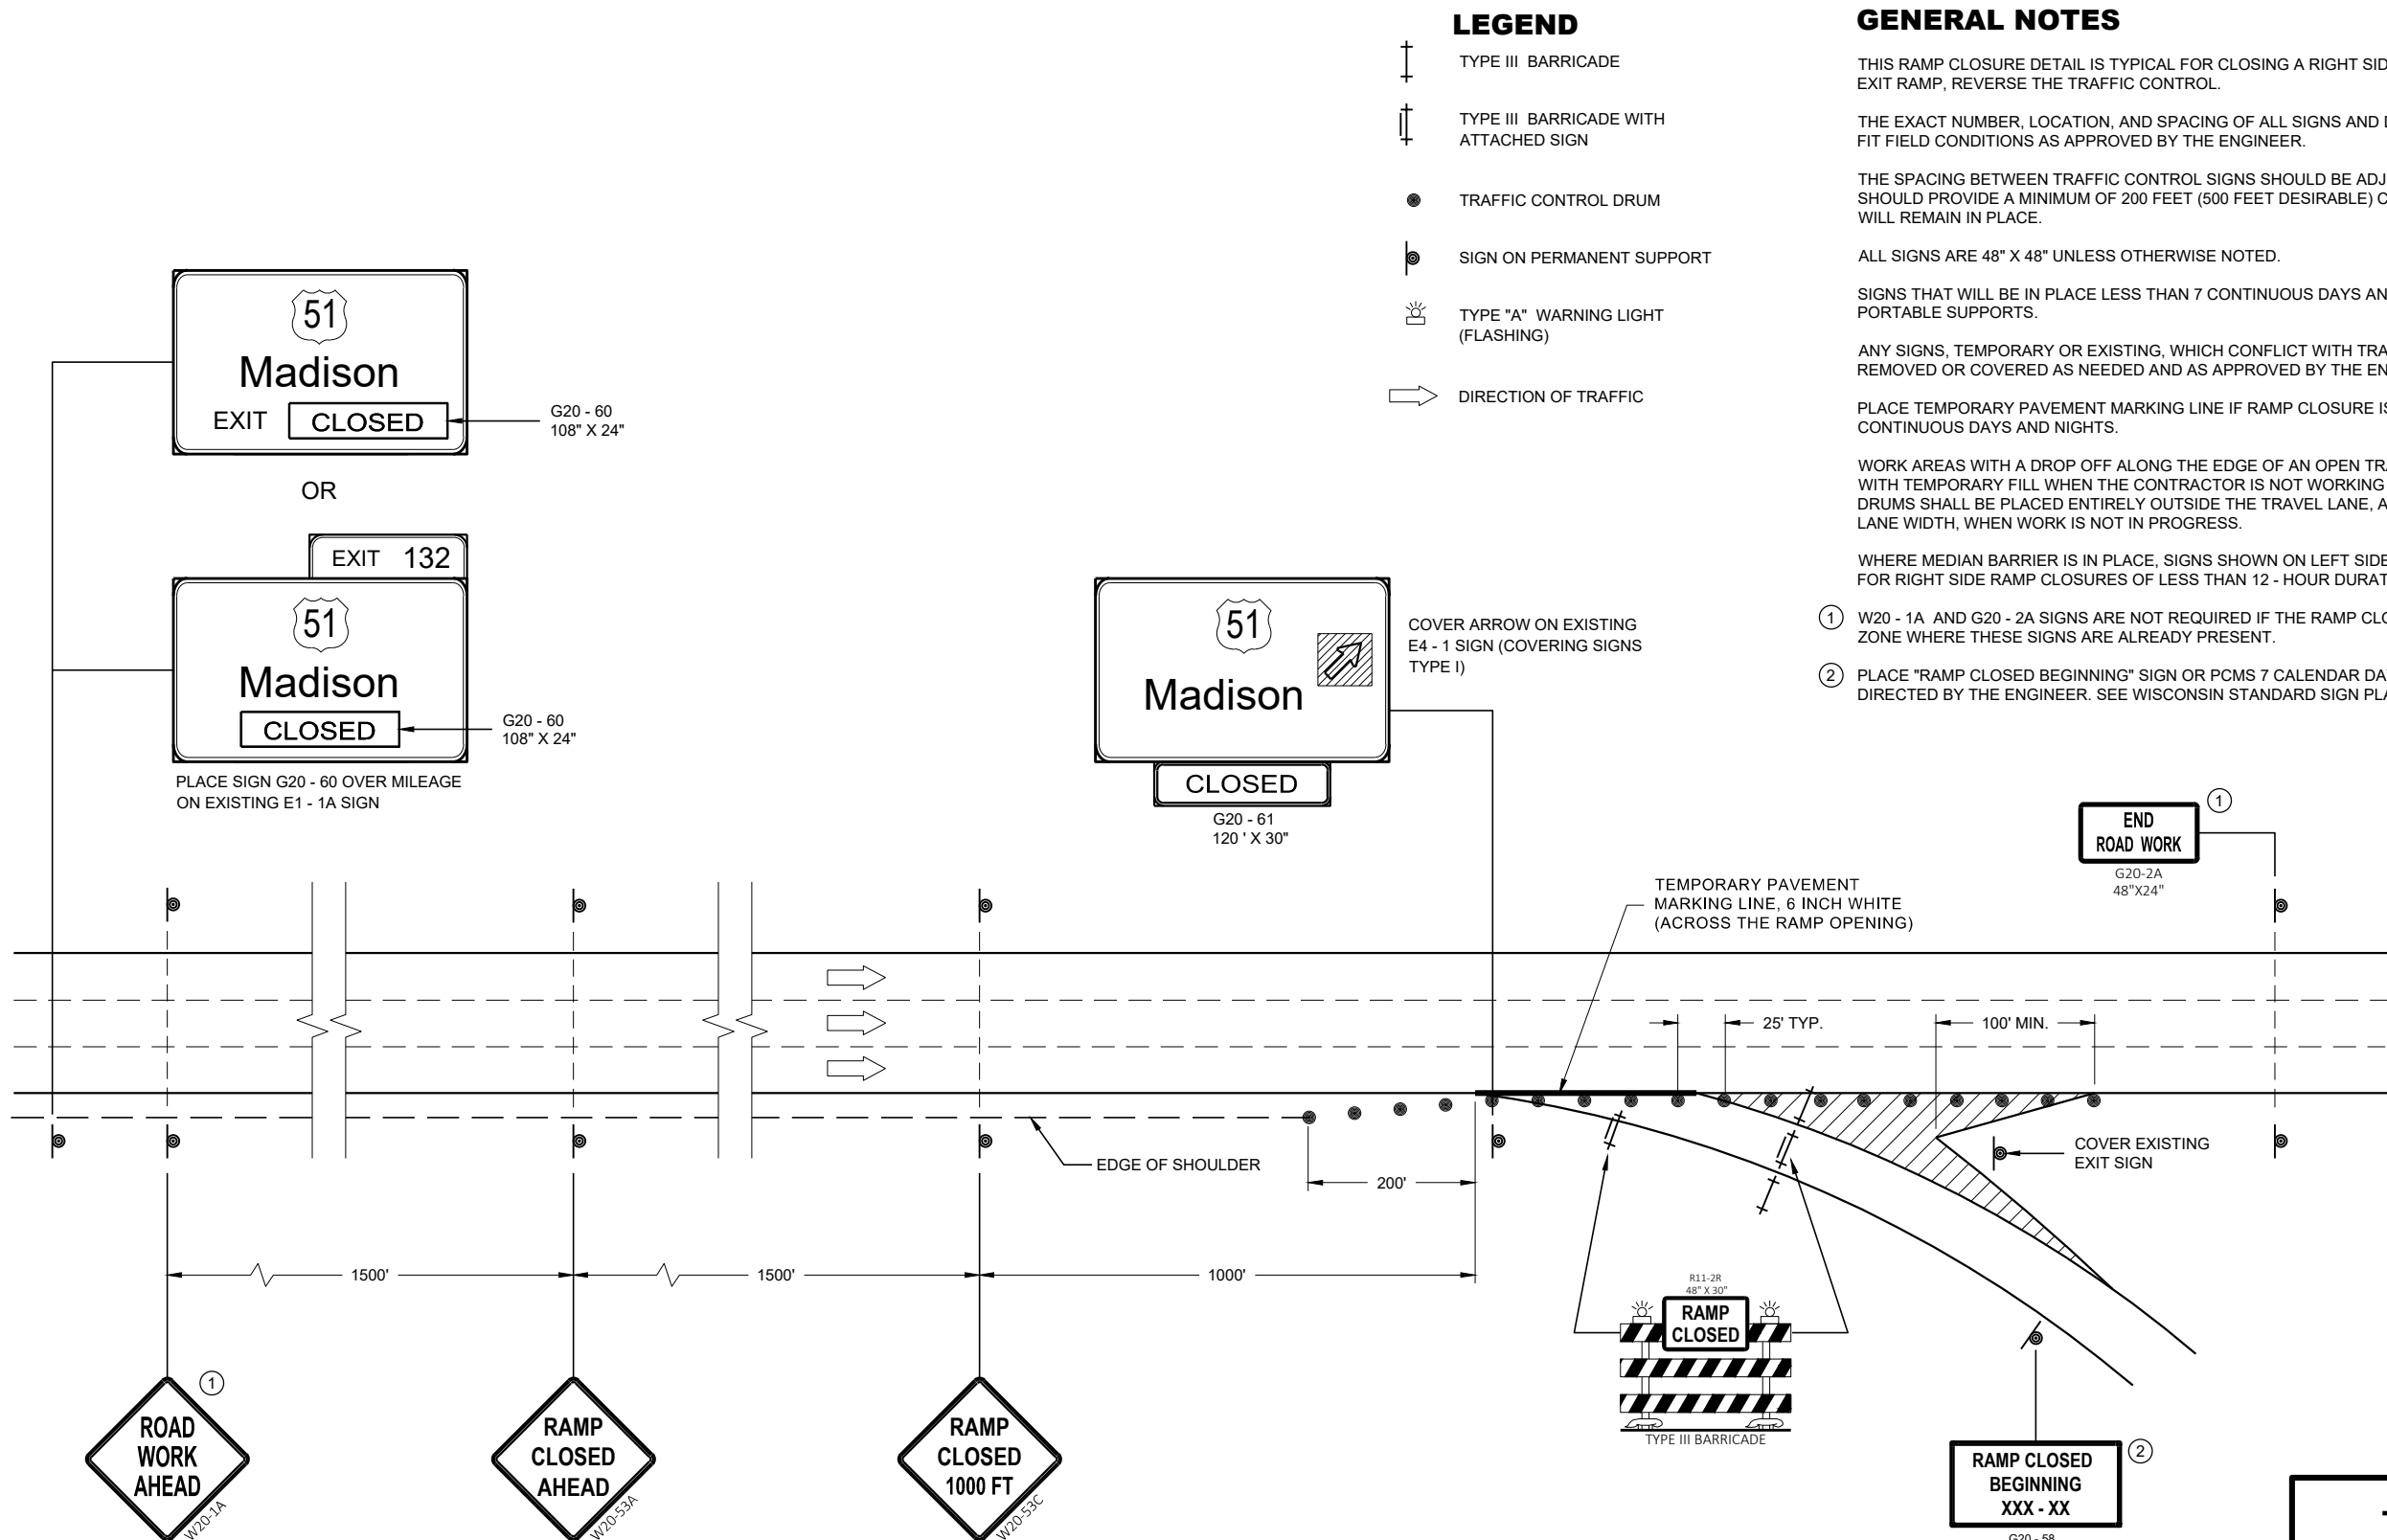 LEGEND
TYPE III BARRICADE
TYPE III BARRICADE WITH
ATTACHED SIGN
TRAFFIC CONTROL DRUM
SIGN ON PERMANENT SUPPORT
TYPE "A" WARNING LIGHT
(FLASHING)
DIRECTION OF TRAFFIC
GENERAL NOTES
THIS RAMP CLOSURE DETAIL IS TYPICAL FOR CLOSING A RIGHT SID
EXIT RAMP, REVERSE THE TRAFFIC CONTROL.
THE EXACT NUMBER, LOCATION, AND SPACING OF ALL SIGNS AND
FIT FIELD CONDITIONS AS APPROVED BY THE ENGINEER.
THE SPACING BETWEEN TRAFFIC CONTROL SIGNS SHOULD BE ADJ
SHOULD PROVIDE A MINIMUM OF 200 FEET (500 FEET DESIRABLE)
WILL REMAIN IN PLACE.
ALL SIGNS ARE 48" X 48" UNLESS OTHERWISE NOTED.
SIGNS THAT WILL BE IN PLACE LESS THAN 7 CONTINUOUS DAYS AN
PORTABLE SUPPORTS.
ANY SIGNS, TEMPORARY OR EXISTING, WHICH CONFLICT WITH TRA
REMOVED OR COVERED AS NEEDED AND AS APPROVED BY THE EN
PLACE TEMPORARY PAVEMENT MARKING LINE IF RAMP CLOSURE IS
CONTINUOUS DAYS AND NIGHTS.
WORK AREAS WITH A DROP OFF ALONG THE EDGE OF AN OPEN TRA
WITH TEMPORARY FILL WHEN THE CONTRACTOR IS NOT WORKING
DRUMS SHALL BE PLACED ENTIRELY OUTSIDE THE TRAVEL LANE, A
LANE WIDTH, WHEN WORK IS NOT IN PROGRESS.
WHERE MEDIAN BARRIER IS IN PLACE, SIGNS SHOWN ON LEFT SIDE
FOR RIGHT SIDE RAMP CLOSURES OF LESS THAN 12 - HOUR DURAT
1 W20 - 1A AND G20 - 2A SIGNS ARE NOT REQUIRED IF THE RAMP CLO
ZONE WHERE THESE SIGNS ARE ALREADY PRESENT.
2 PLACE "RAMP CLOSED BEGINNING" SIGN OR PCMS 7 CALENDAR DA
DIRECTED BY THE ENGINEER. SEE WISCONSIN STANDARD SIGN PLA
51
Madison
EXIT CLOSED
G20 - 60
108" X 24"
OR
EXIT 132
51
Madison
CLOSED
G20 - 60
108" X 24"
PLACE SIGN G20 - 60 OVER MILEAGE
ON EXISTING E1 - 1A SIGN
51
Madison
CLOSED
G20 - 61
120 ' X 30"
COVER ARROW ON EXISTING
E4 - 1 SIGN (COVERING SIGNS
TYPE I)
END
ROAD WORK
1
G20-2A
48"X24"
TEMPORARY PAVEMENT
MARKING LINE, 6 INCH WHITE
(ACROSS THE RAMP OPENING)
25' TYP.
100' MIN.
EDGE OF SHOULDER
200'
COVER EXISTING
EXIT SIGN
1500'
1500'
1000'
R11-2R
48" X 30"
RAMP
CLOSED
TYPE III BARRICADE
1
ROAD
WORK
AHEAD
W20-1A
RAMP
CLOSED
AHEAD
W20-53A
RAMP
CLOSED
1000 FT
W20-53C
RAMP CLOSED
BEGINNING
XXX - XX
2
G20 - 58